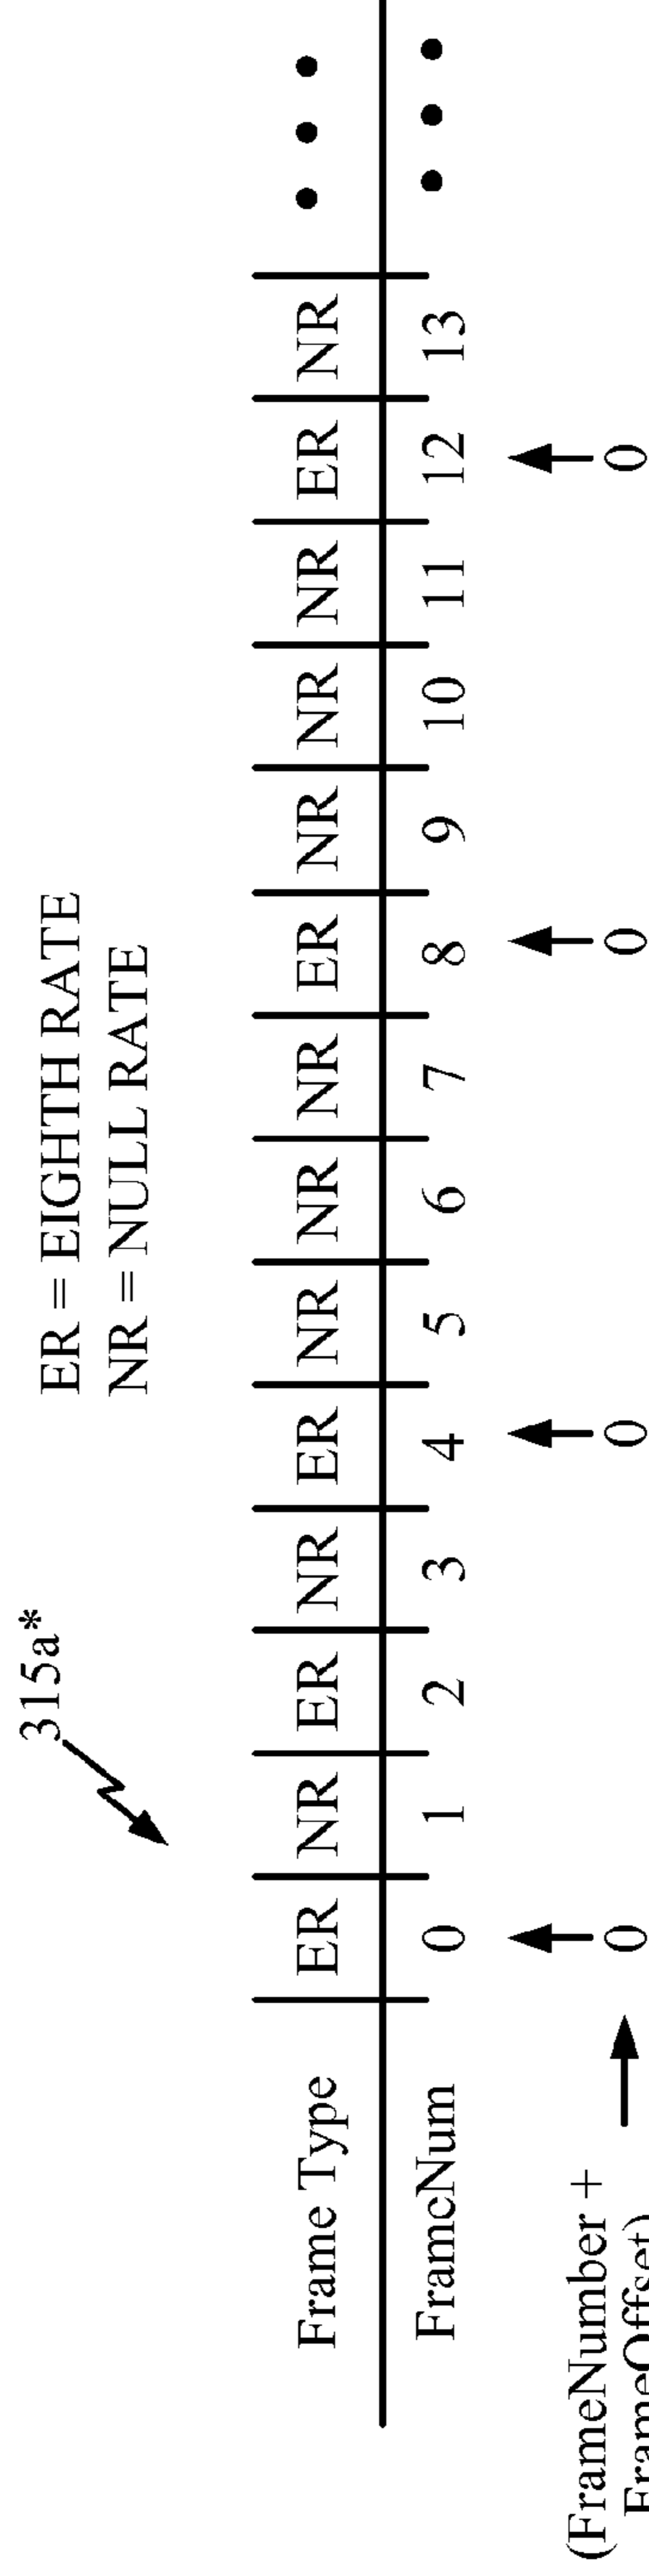 315a*
ER = EIGHTH RATE
NR = NULL RATE
Frame Type ER NR ER NR ER NR NR NR ER NR NR NR ER NR
FrameNum 0 1 2 3 4 5 6 7 8 9 10 11 12 13
(FrameNumber +
FrameOffset)
0 0 0 0